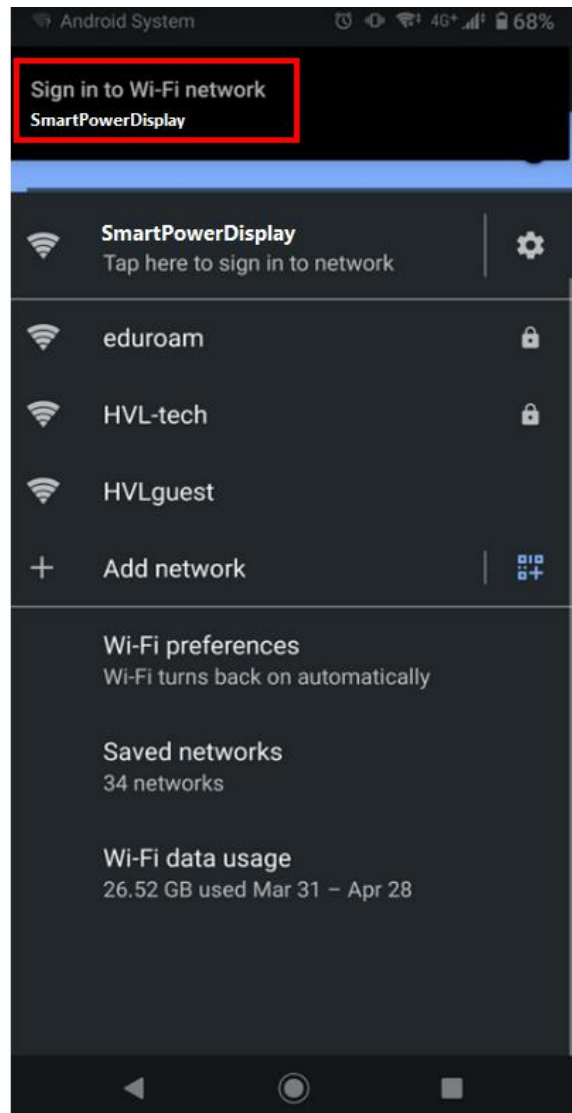 Android System 4G+ 68%
Sign in to Wi-Fi network
SmartPowerDisplay
SmartPowerDisplay
Tap here to sign in to network
eduroam
HVL-tech
HVLguest
Add network
Wi-Fi preferences
Wi-Fi turns back on automatically
Saved networks
34 networks
Wi-Fi data usage
26.52 GB used Mar 31 – Apr 28